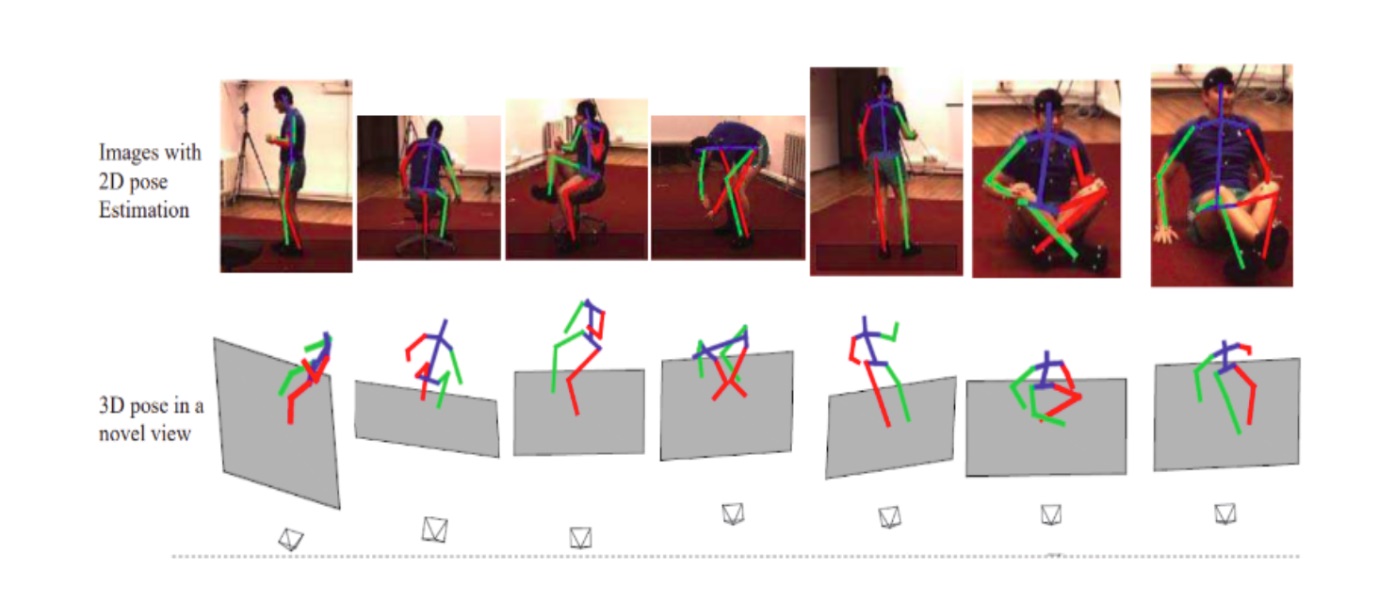 Images with
2D pose
Estimation
3D pose in a
novel view